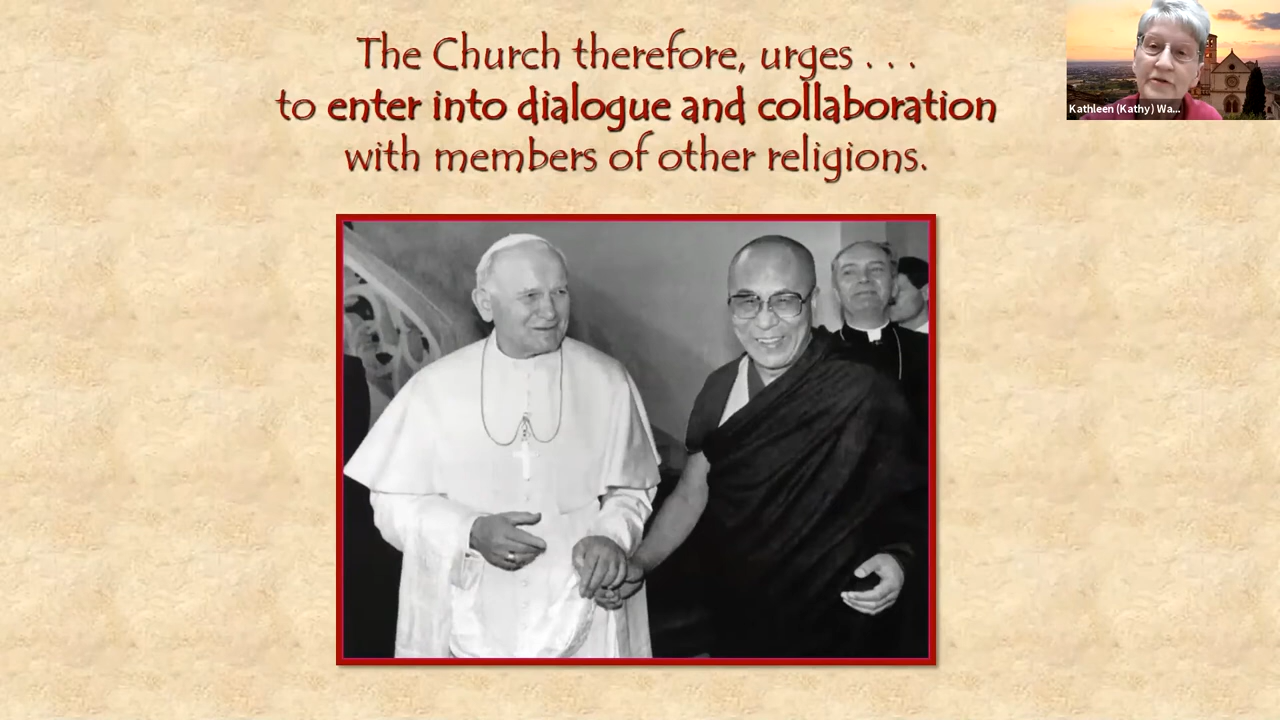 The Church therefore, urges . . .
to enter into dialogue and collaboration
with members of other religions.
Kathleen (Kathy) Wa...